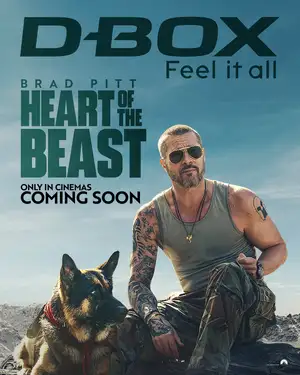 D-BOX
Feel it all
BRAD PITT
HEART OF THE
BEAST
ONLY IN CINEMAS
COMING SOON